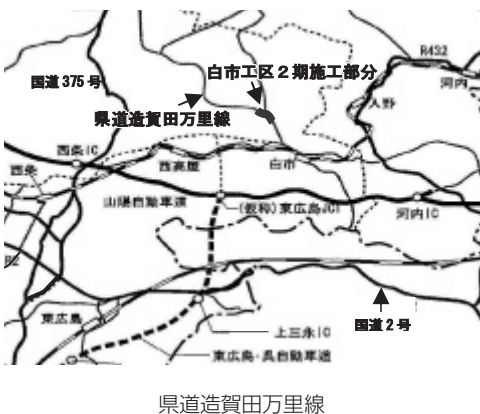 R432
国道375号
白市工区2期施工部分
河内
入野
県道造賀田万里線
西条IC
西条
西高屋
白市
山陽自動車道
(仮称)東広島JCT
河内IC
R2
東広島
上三永IC
国道2号
東広島・呉自動車道
県道造賀田万里線